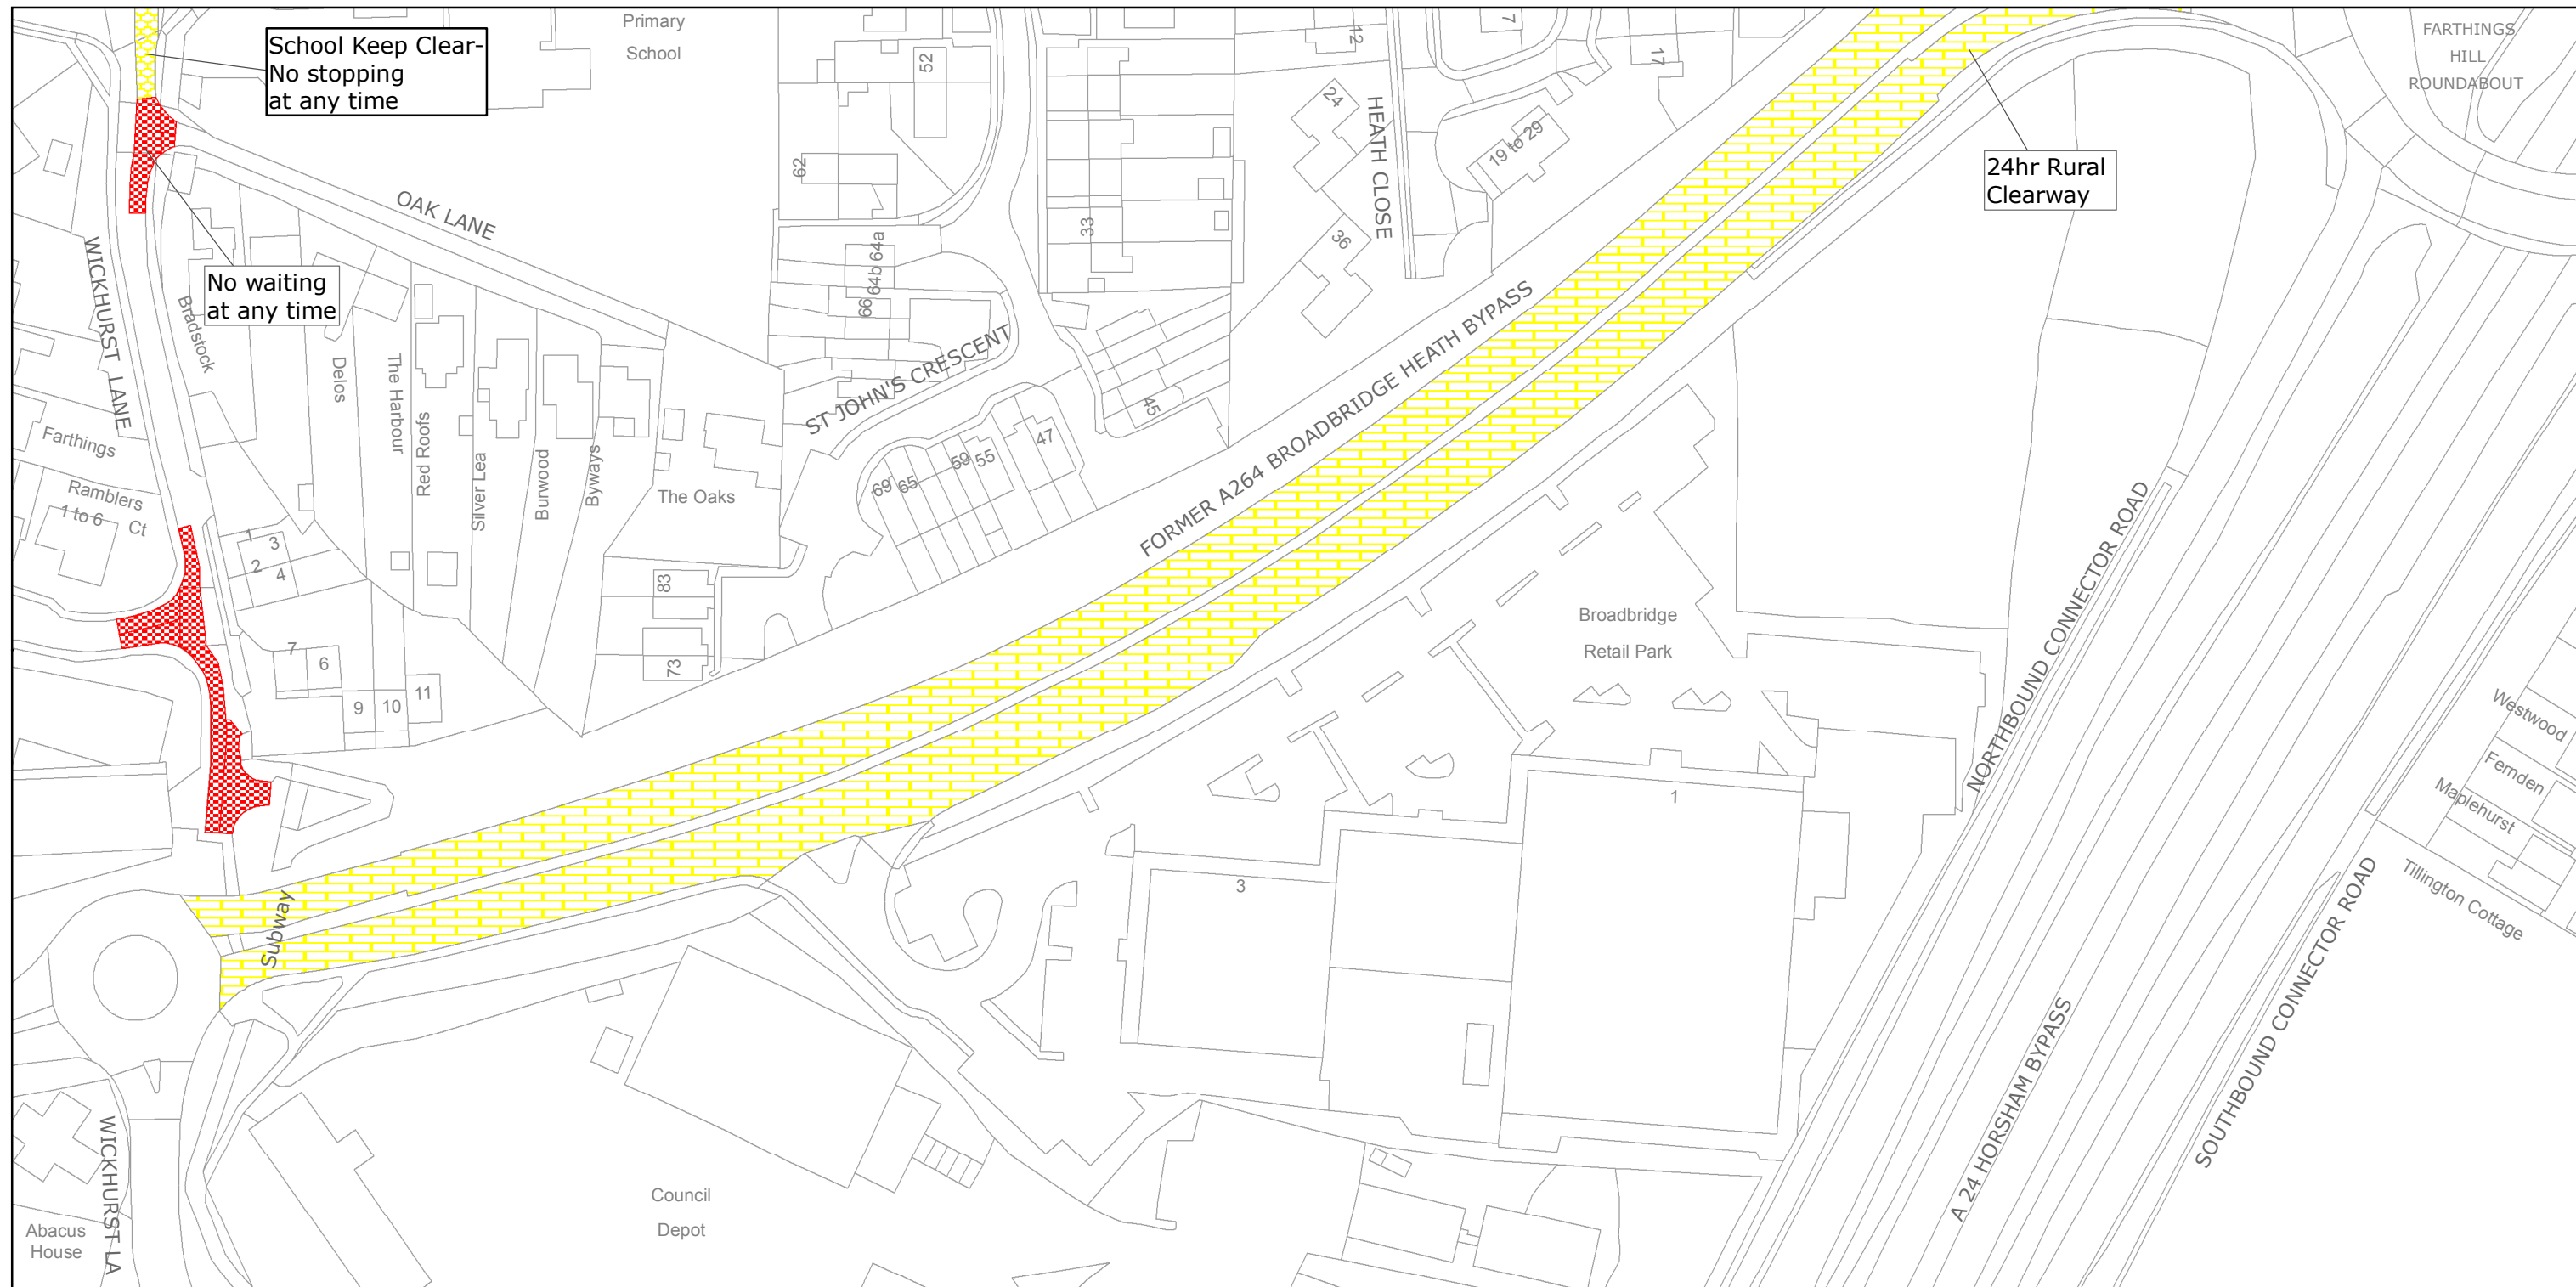 Primary
School
School Keep Clear-
No stopping
at any time
52
12
7
17
FARTHINGS
HILL
ROUNDABOUT
24
HEATH CLOSE
19 to 29
24hr Rural
Clearway
62
OAK LANE
33
36
WICKHURST LANE
No waiting
at any time
Bradstock
64a
64b
66
ST JOHN'S CRESCENT
45
FORMER A264 BROADBRIDGE HEATH BYPASS
Delos
The Harbour
Red Roofs
Silver Lea
Burwood
Byways
The Oaks
Farthings
Ramblers
1 to 6 Ct
69
65
59
55
47
1
3
2
4
83
73
7
6
9
10
11
Broadbridge
Retail Park
NORTHBOUND CONNECTOR ROAD
Westwood
Fernden
Maplehurst
Tillington Cottage
1
3
Subway
A 24 HORSHAM BYPASS
SOUTHBOUND CONNECTOR ROAD
WICKHURST LA
Abacus
House
Council
Depot